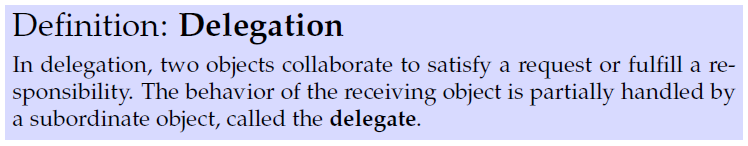 Definition: Delegation
In delegation, two objects collaborate to satisfy a request or fulfill a re-
sponsibility. The behavior of the receiving object is partially handled by
a subordinate object, called the delegate.